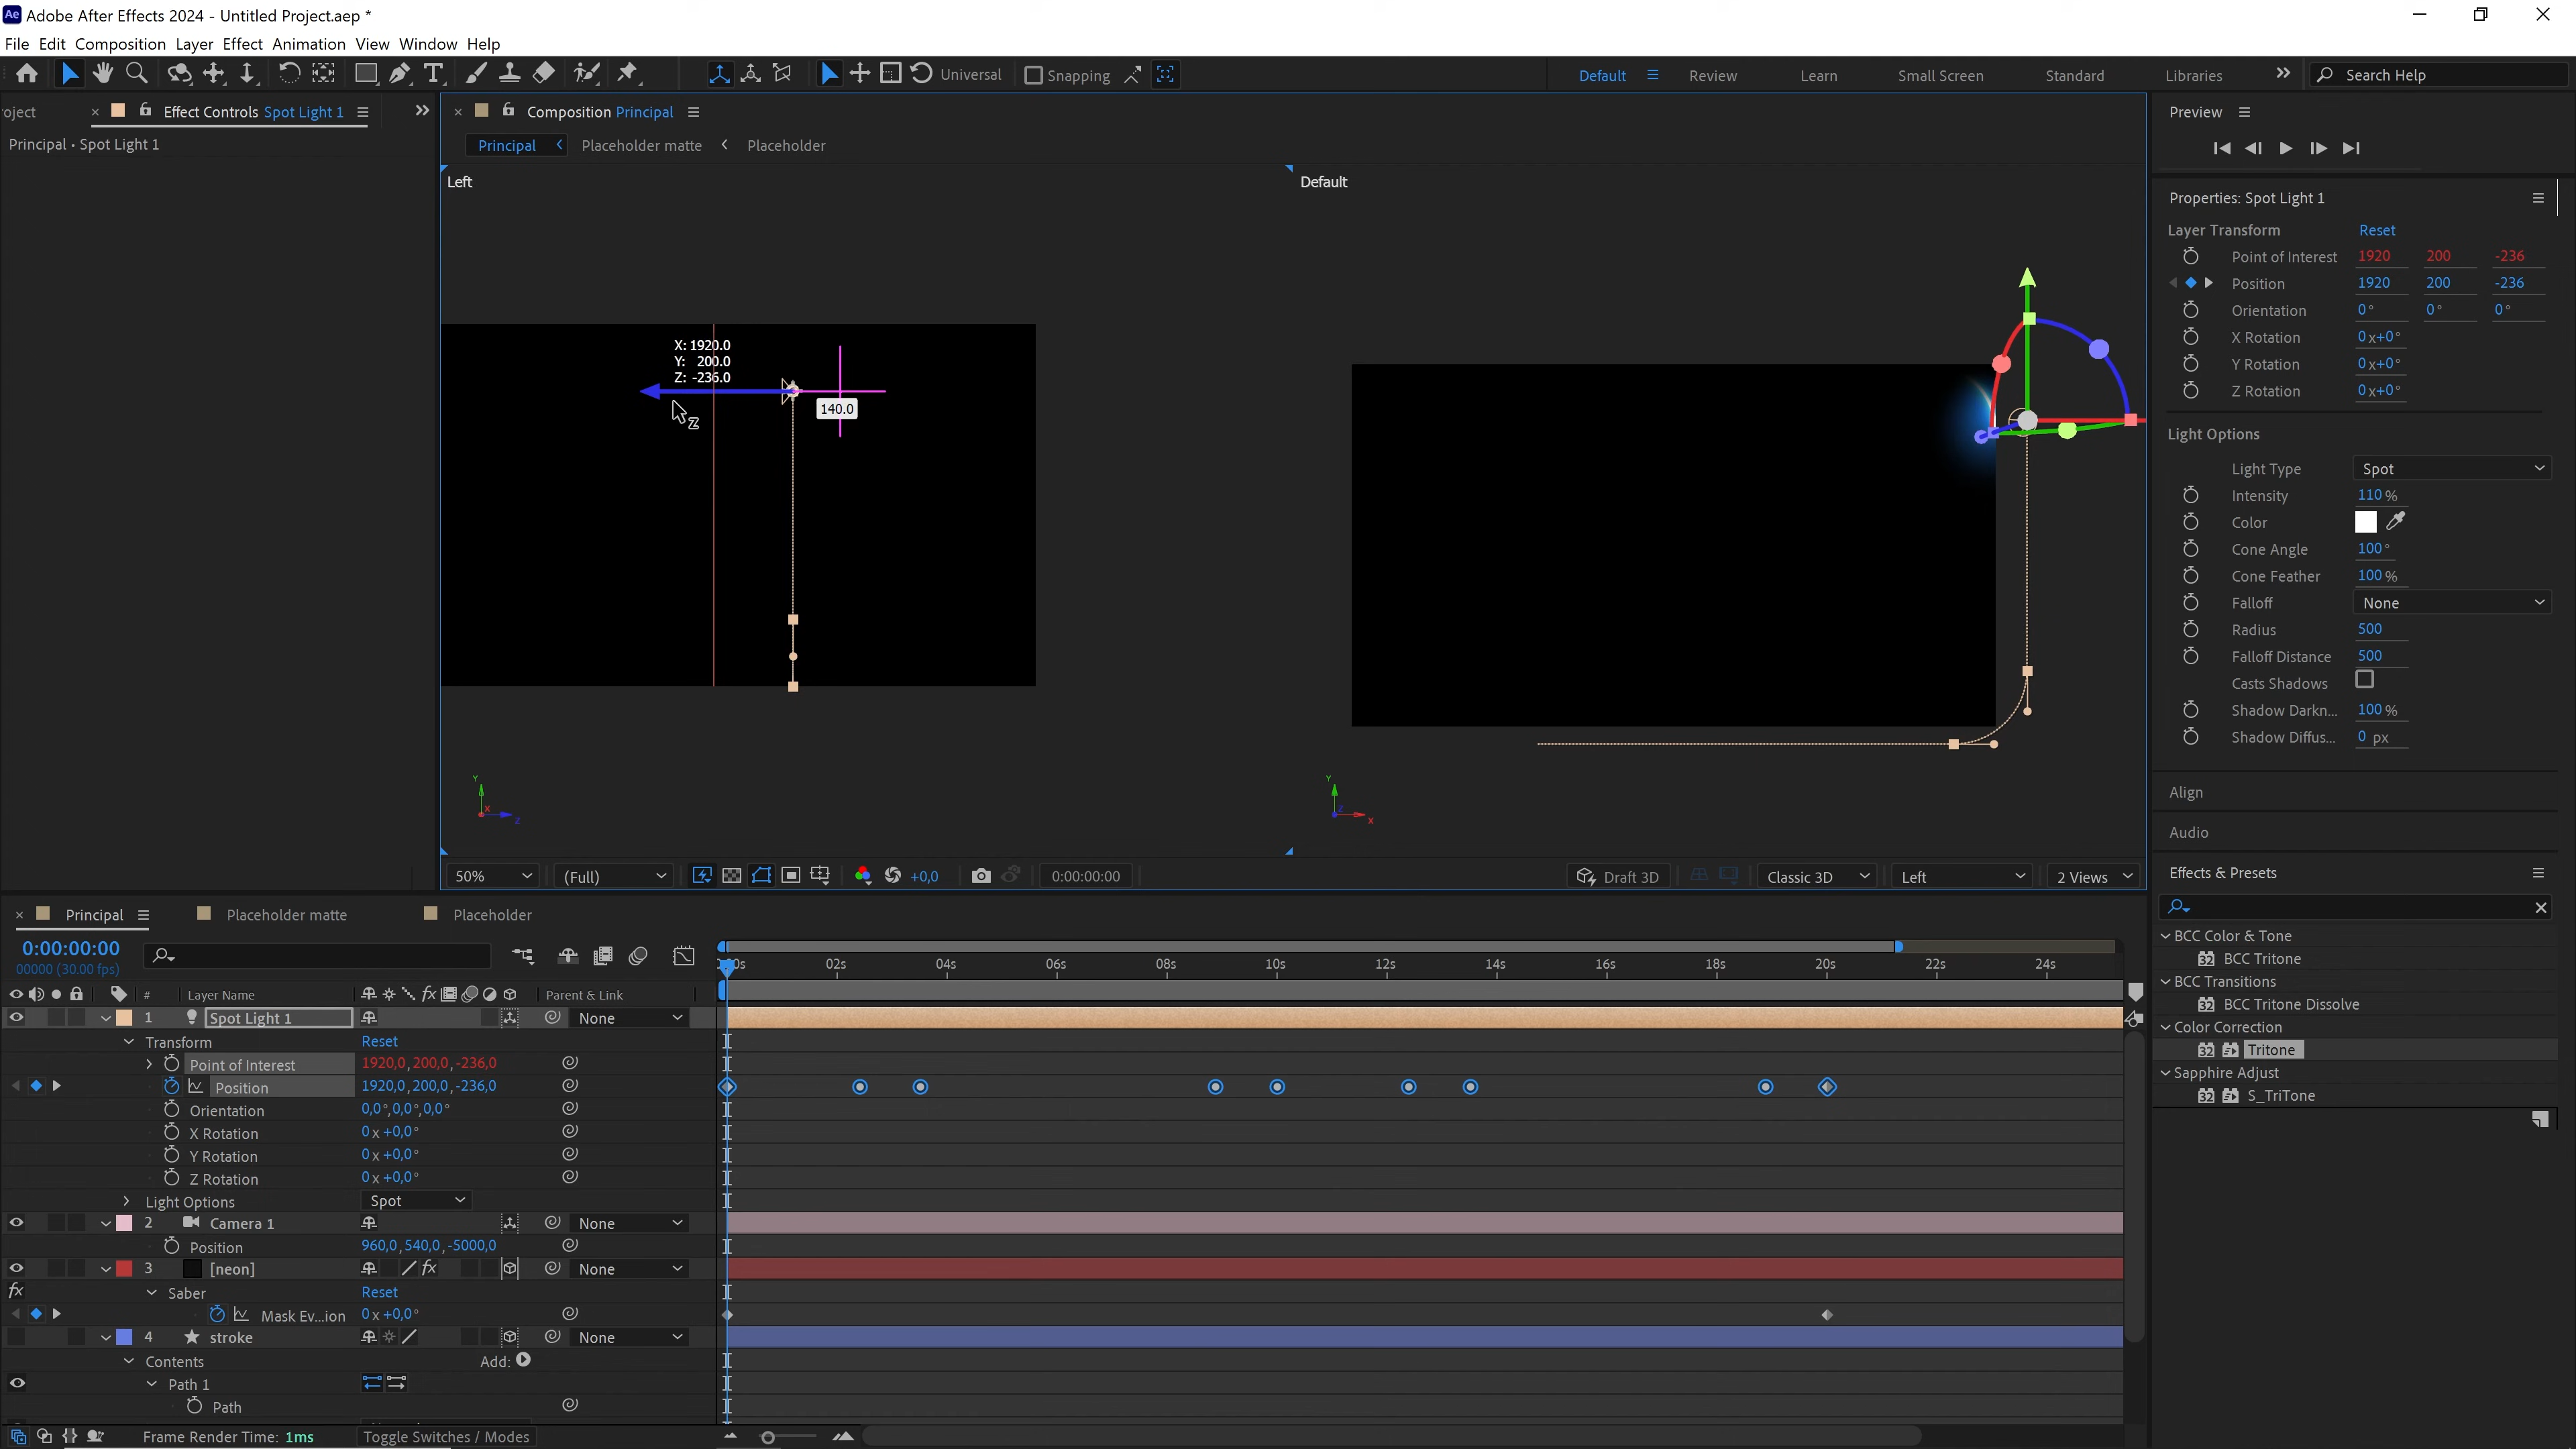 Ae Adobe After Effects 2024 - Untitled Project.aep *
File Edit Composition Layer Effect Animation View Window Help
Universal Snapping Default Review Learn Small Screen Standard Libraries Search Help
oject Effect Controls Spot Light 1
Principal • Spot Light 1
Composition Principal
Principal Placeholder matte Placeholder
Left Default
X: 1920.0
Y: 200.0
Z: -236.0
140.0
Z
Y X Z
Y Z X
50% (Full) +0,0 0:00:00:00 Draft 3D Classic 3D Left 2 Views
Preview
Properties: Spot Light 1
Layer Transform Reset
Point of Interest 1920 200 -236
Position 1920 200 -236
Orientation 0° 0° 0°
X Rotation 0x+0°
Y Rotation 0x+0°
Z Rotation 0x+0°
Light Options
Light Type Spot
Intensity 110 %
Color
Cone Angle 100°
Cone Feather 100 %
Falloff None
Radius 500
Falloff Distance 500
Casts Shadows
Shadow Darkn... 100 %
Shadow Diffus... 0 px
Align
Audio
Effects & Presets
BCC Color & Tone
32 BCC Tritone
BCC Transitions
32 BCC Tritone Dissolve
Color Correction
32 Tritone
Sapphire Adjust
32 S_TriTone
Principal Placeholder matte Placeholder
0:00:00:00
00000 (30.00 fps)
02s 04s 06s 08s 10s 12s 14s 16s 18s 20s 22s 24s
# Layer Name fx Parent & Link
1 Spot Light 1 None
Transform Reset
Point of Interest 1920,0,200,0,-236,0
Position 1920,0,200,0,-236,0
Orientation 0,0°,0,0°,0,0°
X Rotation 0x+0,0°
Y Rotation 0x+0,0°
Z Rotation 0x+0,0°
Light Options Spot
2 Camera 1 None
Position 960,0,540,0,-5000,0
3 [neon] fx None
fx Saber Reset
Mask Ev...ion 0x+0,0°
4 stroke None
Contents Add:
Path 1
Path
Frame Render Time: 1ms Toggle Switches / Modes